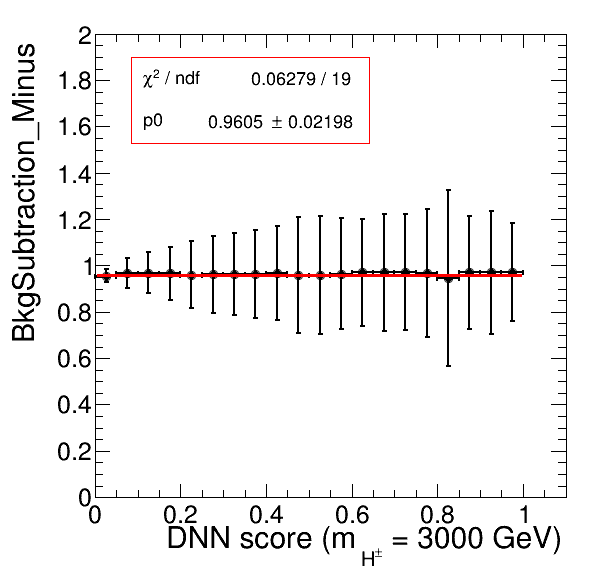 BkgSubtraction_Minus
2
1.8
1.6
1.4
1.2
1
0.8
0.6
0.4
0.2
0
χ² / ndf 0.06279 / 19
p0 0.9605 ± 0.02198
0 0.2 0.4 0.6 0.8 1
DNN score (m_H± = 3000 GeV)